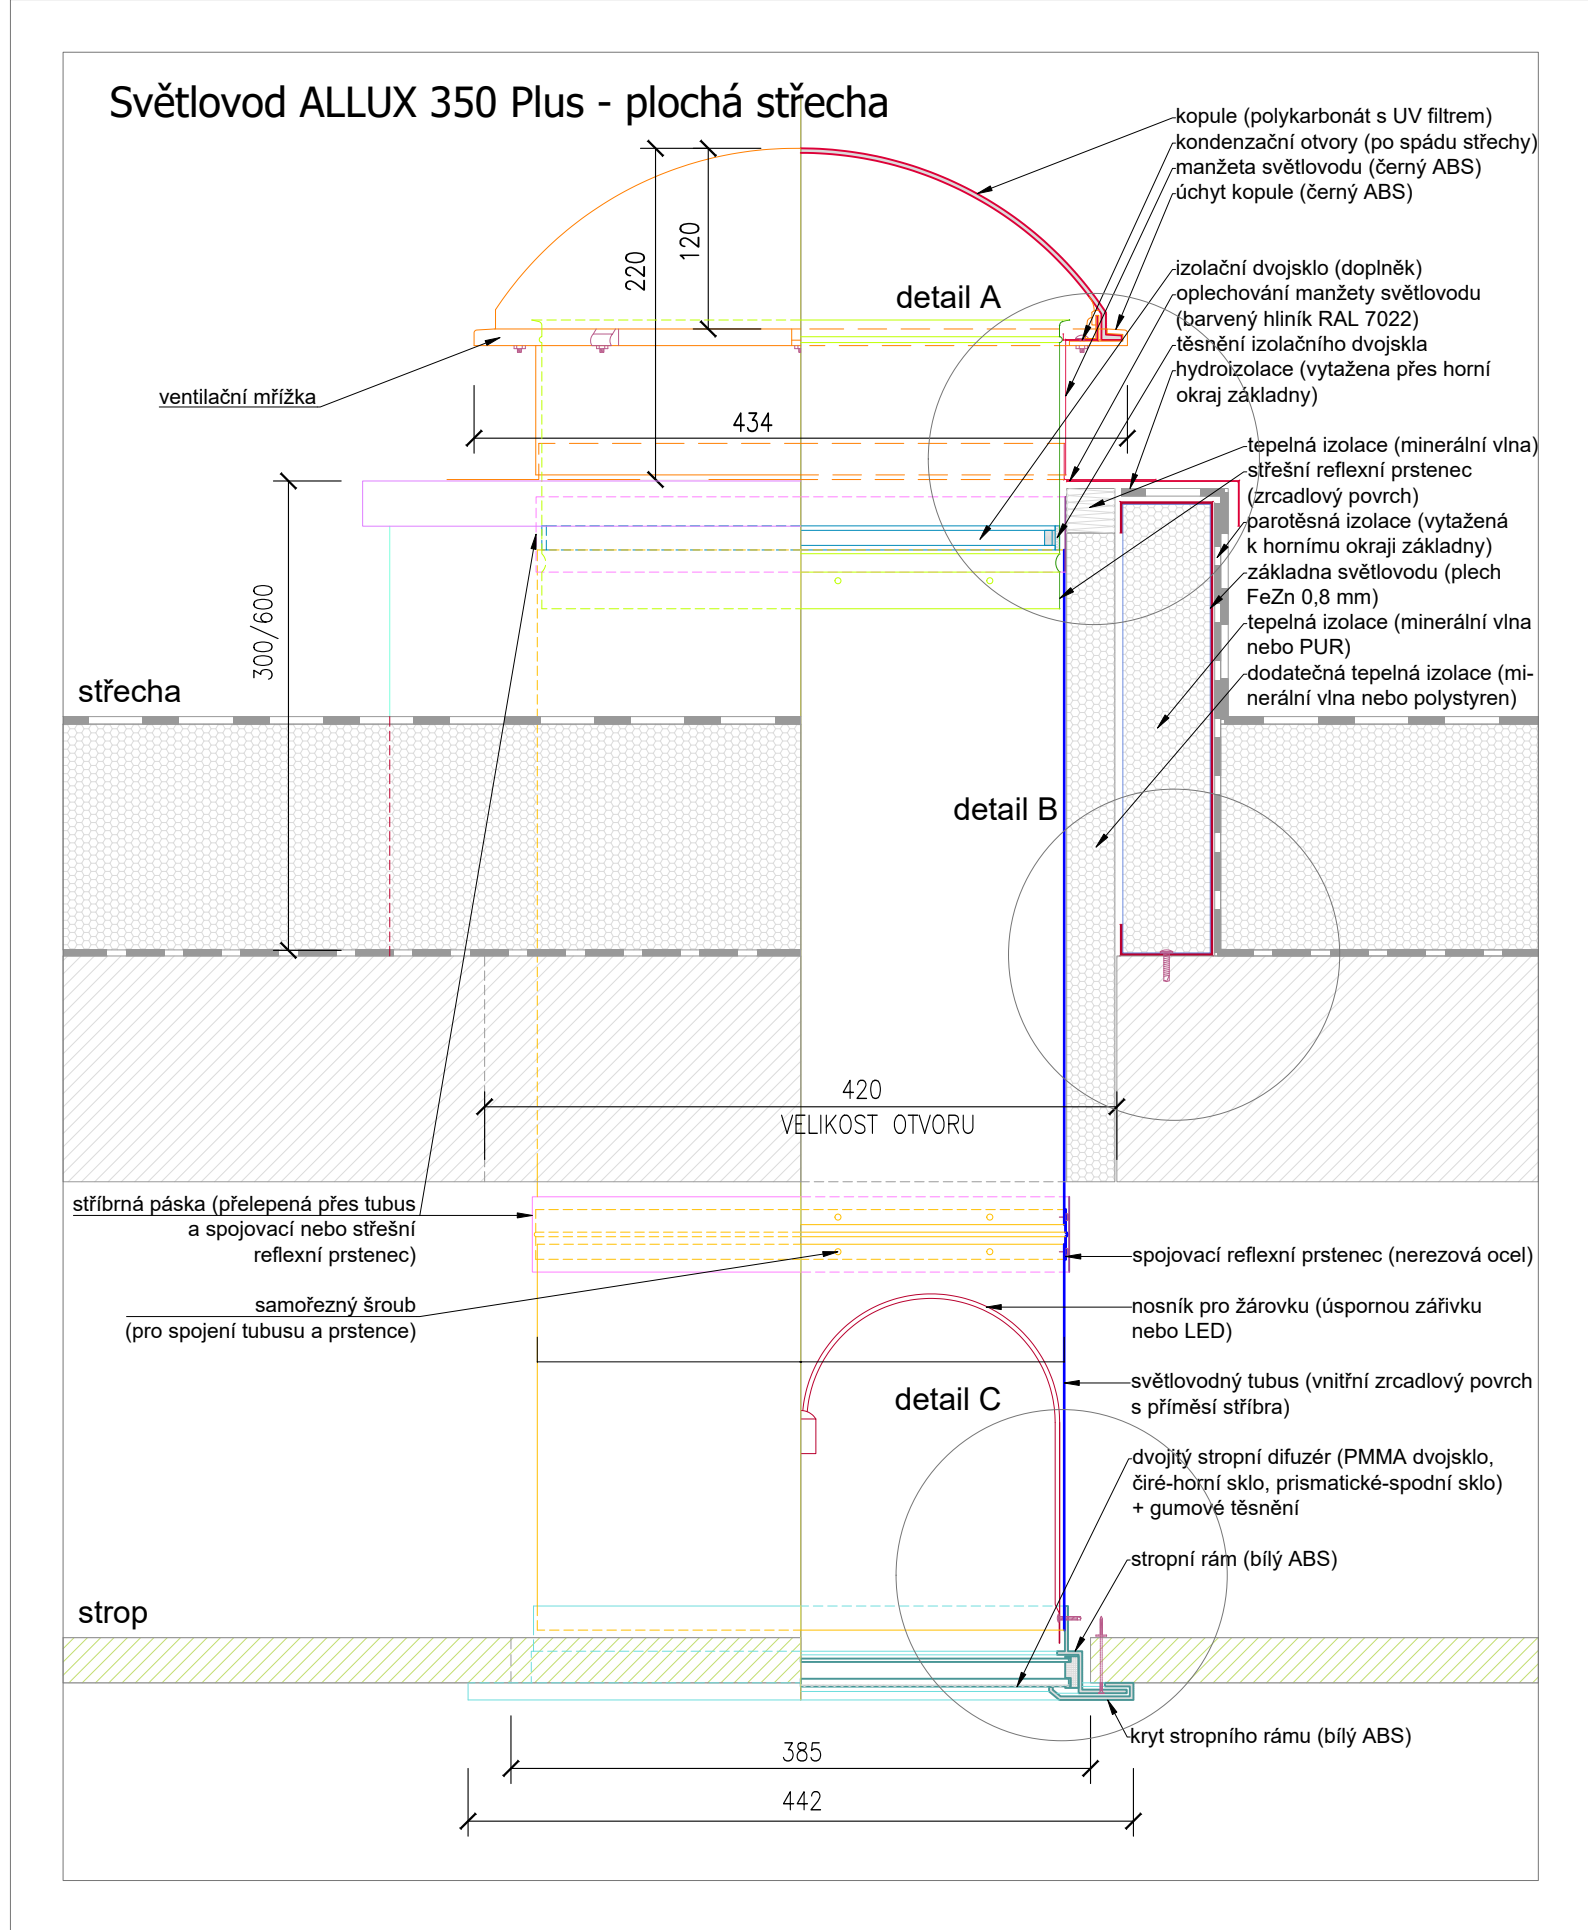 Světlovod ALLUX 350 Plus - plochá střecha
kopule (polykarbonát s UV filtrem)
kondenzační otvory (po spádu střechy)
manžeta světlovodu (černý ABS)
úchyt kopule (černý ABS)
220
120
detail A
izolační dvojsklo (doplněk)
oplechování manžety světlovodu
(barvený hliník RAL 7022)
těsnění izolačního dvojskla
hydroizolace (vytažena přes horní
okraj základny)
ventilační mřížka
434
tepelná izolace (minerální vlna)
střešní reflexní prstenec
(zrcadlový povrch)
parotěsná izolace (vytažená
k hornímu okraji základny)
základna světlovodu (plech
FeZn 0,8 mm)
tepelná izolace (minerální vlna
nebo PUR)
dodatečná tepelná izolace (mi-
nerální vlna nebo polystyren)
300/600
střecha
detail B
420
VELIKOST OTVORU
stříbrná páska (přelepená přes tubus
a spojovací nebo střešní
reflexní prstenec)
spojovací reflexní prstenec (nerezová ocel)
samořezný šroub
(pro spojení tubusu a prstence)
nosník pro žárovku (úspornou zářivku
nebo LED)
detail C
světlovodný tubus (vnitřní zrcadlový povrch
s příměsí stříbra)
dvojitý stropní difuzér (PMMA dvojsklo,
čiré-horní sklo, prismatické-spodní sklo)
+ gumové těsnění
stropní rám (bílý ABS)
strop
kryt stropního rámu (bílý ABS)
385
442